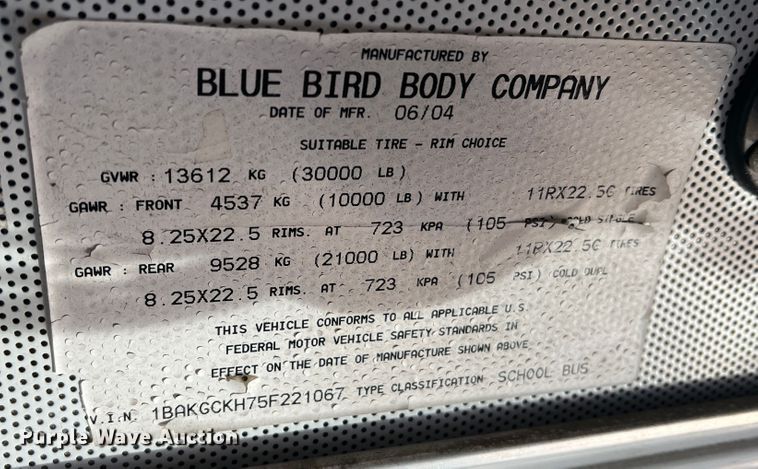 MANUFACTURED BY
BLUE BIRD BODY COMPANY
DATE OF MFR. 06/04
SUITABLE TIRE - RIM CHOICE
GVWR : 13612 KG (30000 LB)
GAWR : FRONT 4537 KG (10000 LB) WITH 11RX22.5G TIRES
8.25X22.5 RIMS. AT 723 KPA (105 PSI) COLD SINGLE
GAWR : REAR 9528 KG (21000 LB) WITH 11RX22.5G TIRES
8.25X22.5 RIMS. AT 723 KPA (105 PSI) COLD DUAL
THIS VEHICLE CONFORMS TO ALL APPLICABLE U.S.
FEDERAL MOTOR VEHICLE SAFETY STANDARDS IN
EFFECT ON THE DATE OF MANUFACTURE SHOWN ABOVE
V.I.N. 1BAKGCKH75F221067 TYPE CLASSIFICATION SCHOOL BUS
Purple Wave Auction